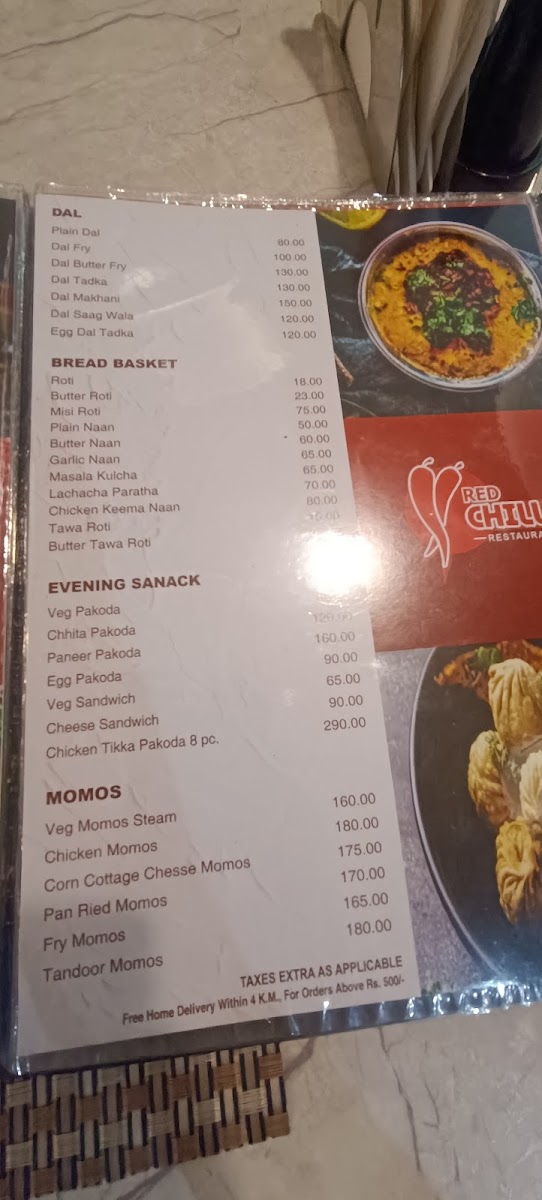 DAL
Plain Dal 80.00
Dal Fry 100.00
Dal Butter Fry 130.00
Dal Tadka 130.00
Dal Makhani 150.00
Dal Saag Wala 120.00
Egg Dal Tadka 120.00
BREAD BASKET
Roti 18.00
Butter Roti 23.00
Misi Roti 75.00
Plain Naan 50.00
Butter Naan 60.00
Garlic Naan 65.00
Masala Kulcha 65.00
Lachacha Paratha 70.00
Chicken Keema Naan 80.00
Tawa Roti
Butter Tawa Roti
EVENING SANACK
Veg Pakoda
Chhita Pakoda 120.00
Paneer Pakoda 160.00
Egg Pakoda 90.00
Veg Sandwich 65.00
Cheese Sandwich 90.00
Chicken Tikka Pakoda 8 pc. 290.00
MOMOS
Veg Momos Steam 160.00
Chicken Momos 180.00
Corn Cottage Chesse Momos 175.00
Pan Ried Momos 170.00
Fry Momos 165.00
Tandoor Momos 180.00
TAXES EXTRA AS APPLICABLE
Free Home Delivery Within 4 K.M., For Orders Above Rs. 500/-
RED
CHILL
RESTAURA